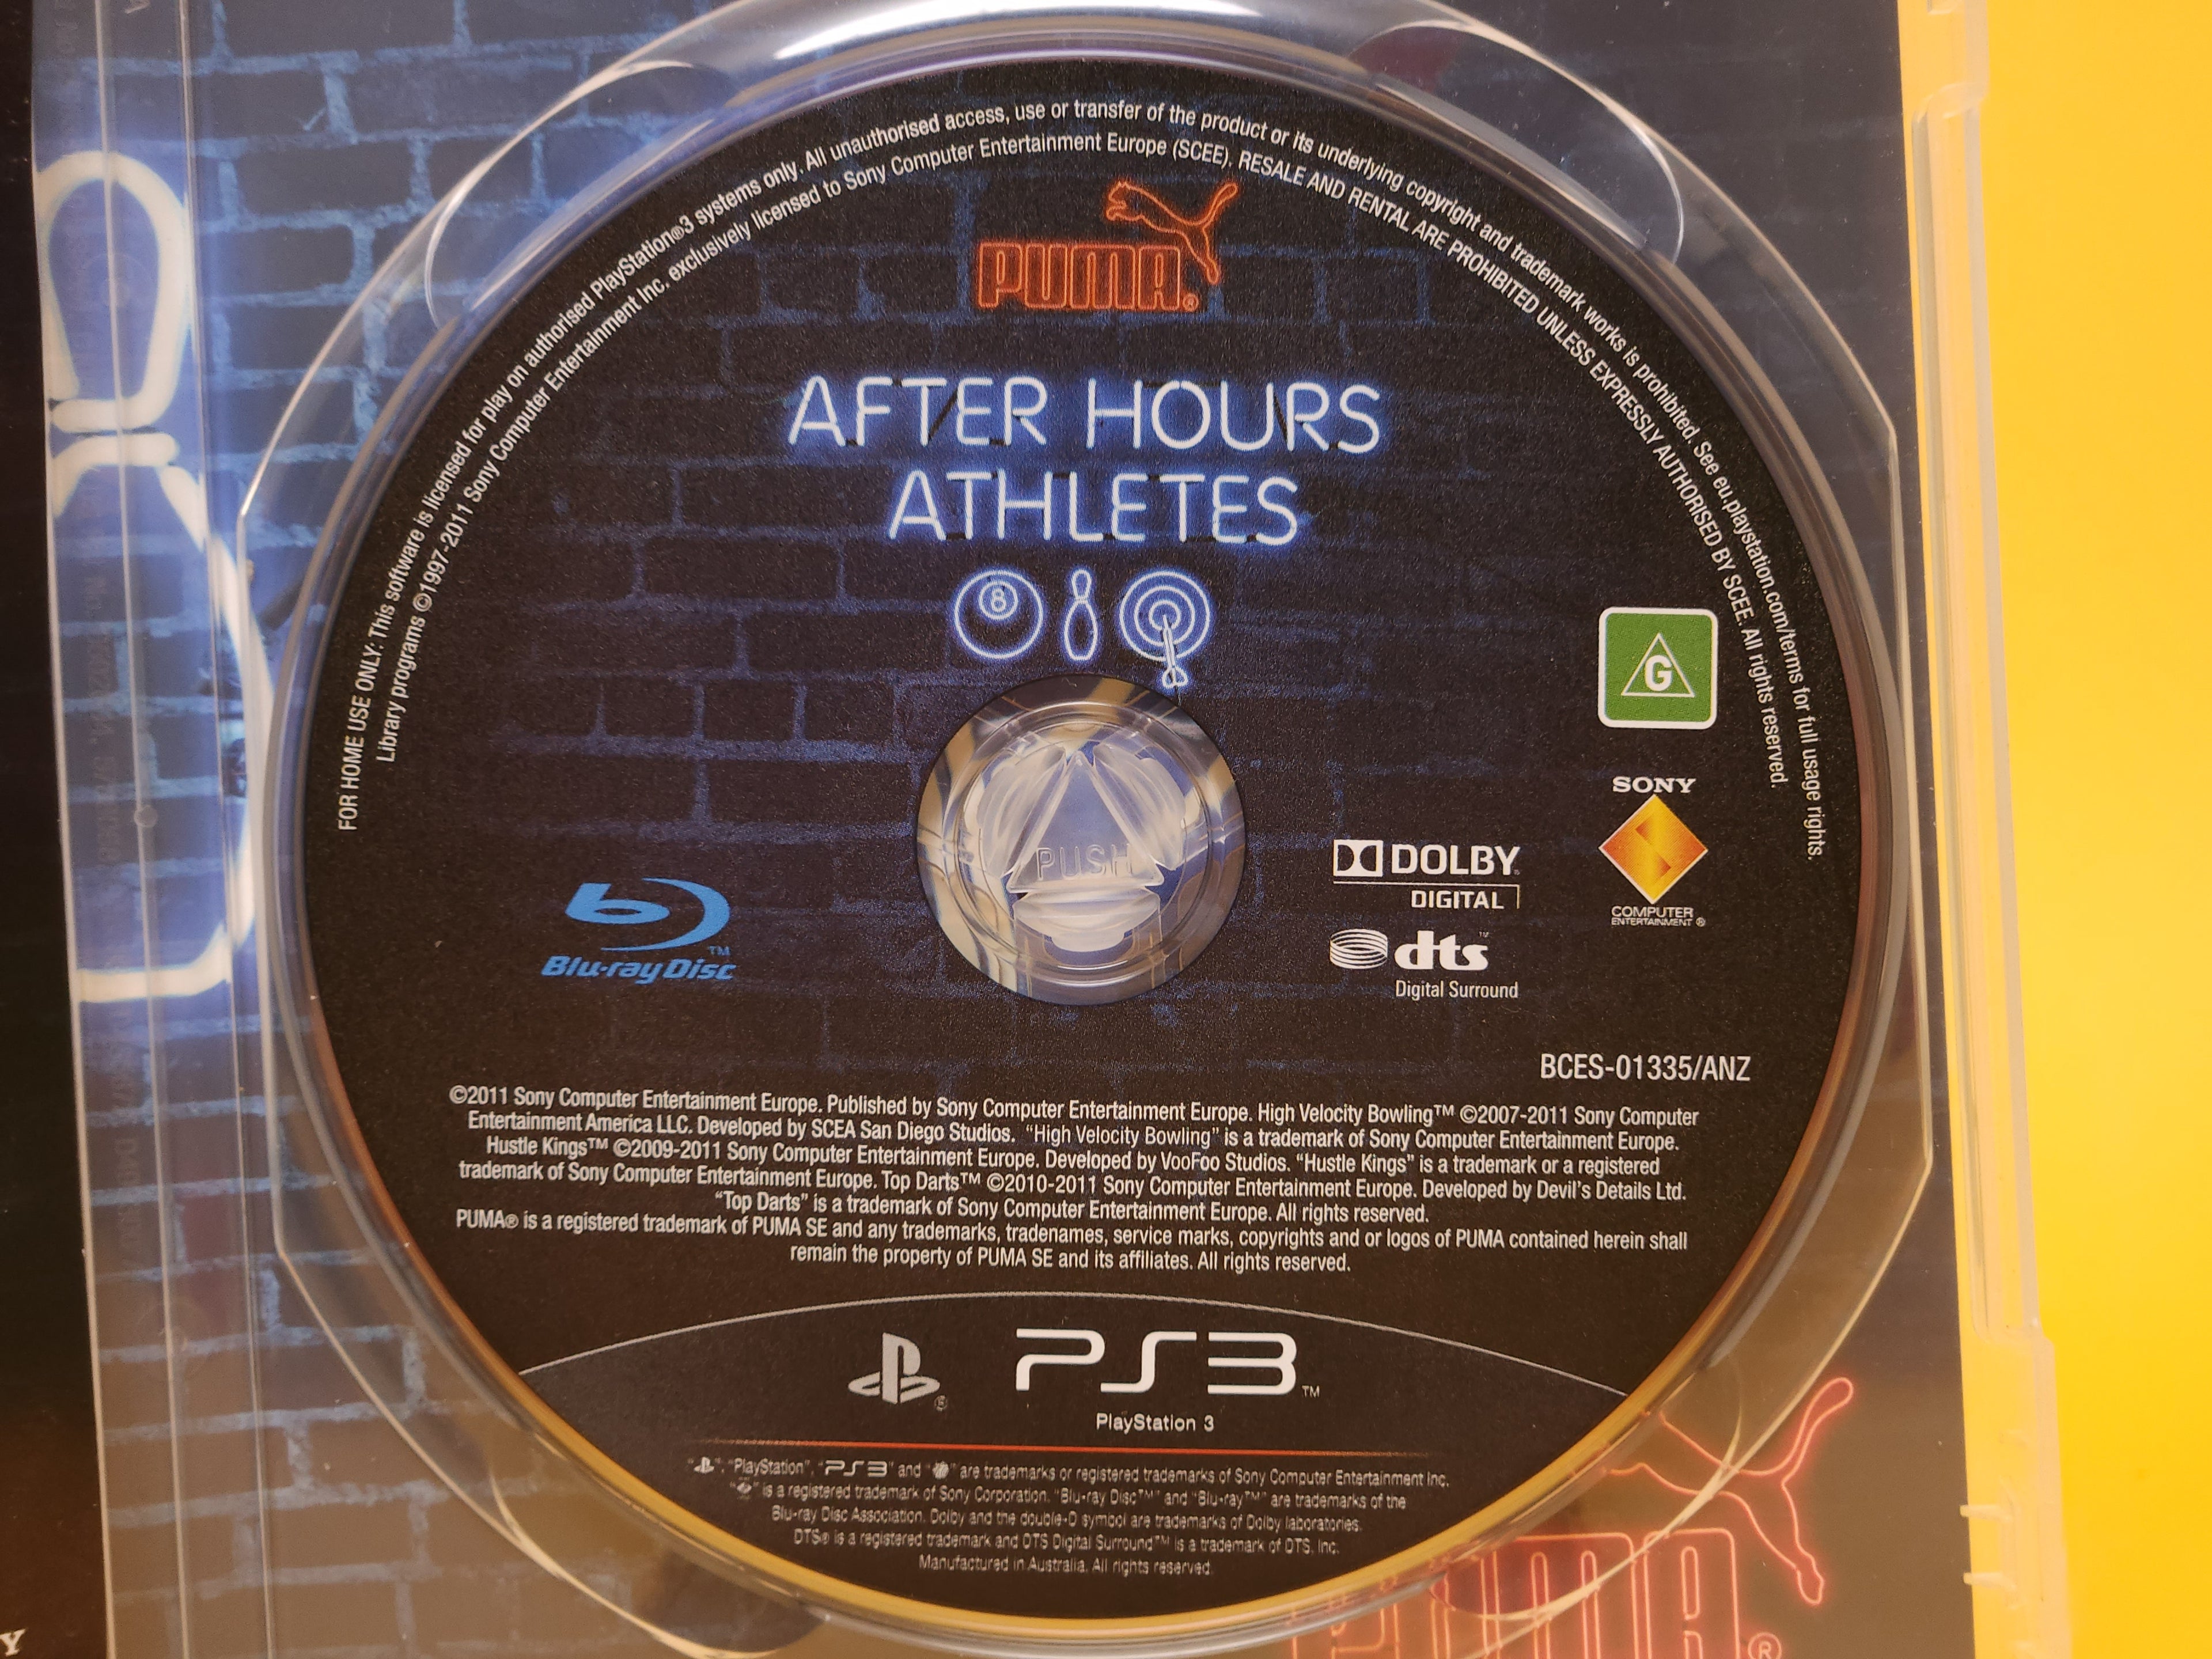 FOR HOME USE ONLY: This software is licensed for play on authorised PlayStation®3 systems only. All unauthorised access, use or transfer of the product or its underlying copyright and trademark works is prohibited. See eu.playstation.com/terms for full usage rights.
Library programs ©1997-2011 Sony Computer Entertainment Inc. exclusively licensed to Sony Computer Entertainment Europe (SCEE). RESALE AND RENTAL ARE PROHIBITED UNLESS EXPRESSLY AUTHORISED BY SCEE. All rights reserved.
PUMA®
AFTER HOURS
ATHLETES
8
G
SONY
COMPUTER
ENTERTAINMENT ®
PUSH
DOLBY
DIGITAL
dts™
Digital Surround
Blu-ray Disc™
BCES-01335/ANZ
©2011 Sony Computer Entertainment Europe. Published by Sony Computer Entertainment Europe. High Velocity Bowling™ ©2007-2011 Sony Computer
Entertainment America LLC. Developed by SCEA San Diego Studios. “High Velocity Bowling” is a trademark of Sony Computer Entertainment Europe.
Hustle Kings™ ©2009-2011 Sony Computer Entertainment Europe. Developed by VooFoo Studios. “Hustle Kings” is a trademark or a registered
trademark of Sony Computer Entertainment Europe. Top Darts™ ©2010-2011 Sony Computer Entertainment Europe. Developed by Devil’s Details Ltd.
“Top Darts” is a trademark of Sony Computer Entertainment Europe. All rights reserved.
PUMA® is a registered trademark of PUMA SE and any trademarks, tradenames, service marks, copyrights and or logos of PUMA contained herein shall
remain the property of PUMA SE and its affiliates. All rights reserved.
PS3™
PlayStation 3
“ ”, “PlayStation”, “PS3” and “ ” are trademarks or registered trademarks of Sony Computer Entertainment Inc.
“ ” is a registered trademark of Sony Corporation. “Blu-ray Disc™” and “Blu-ray™” are trademarks of the
Blu-ray Disc Association. Dolby and the double-D symbol are trademarks of Dolby laboratories.
DTS® is a registered trademark and DTS Digital Surround™ is a trademark of DTS, Inc.
Manufactured in Australia. All rights reserved.
PUMA®
Y